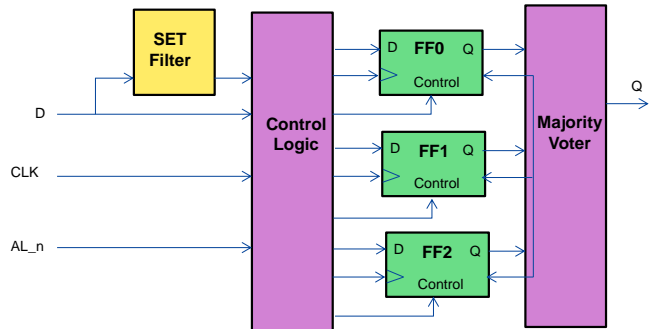 SET
Filter
D
CLK
AL_n
Control
Logic
D FF0 Q
Control
D FF1 Q
Control
D FF2 Q
Control
Majority
Voter
Q